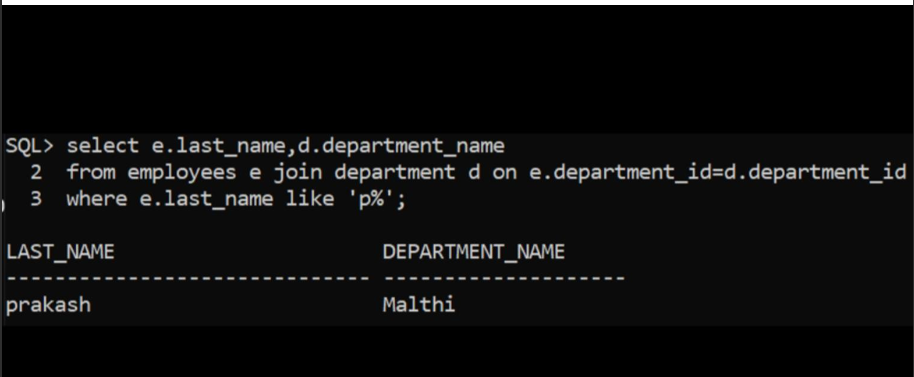 SQL> select e.last_name,d.department_name
2 from employees e join department d on e.department_id=d.department_id
3 where e.last_name like 'p%';
LAST_NAME DEPARTMENT_NAME
------------------------------ --------------------
prakash Malthi